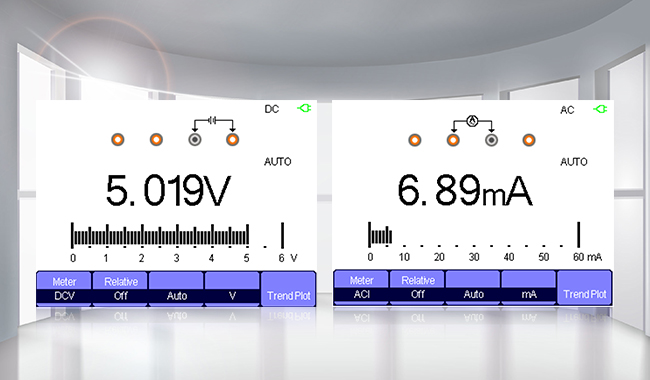 DC
AUTO
5.019V
0 1 2 3 4 5 6 V
Meter Relative
DCV Off Auto V Trend Plot
AC
A
AUTO
6.89mA
0 10 20 30 40 50 60 mA
Meter Relative
ACI Off Auto mA Trend Plot